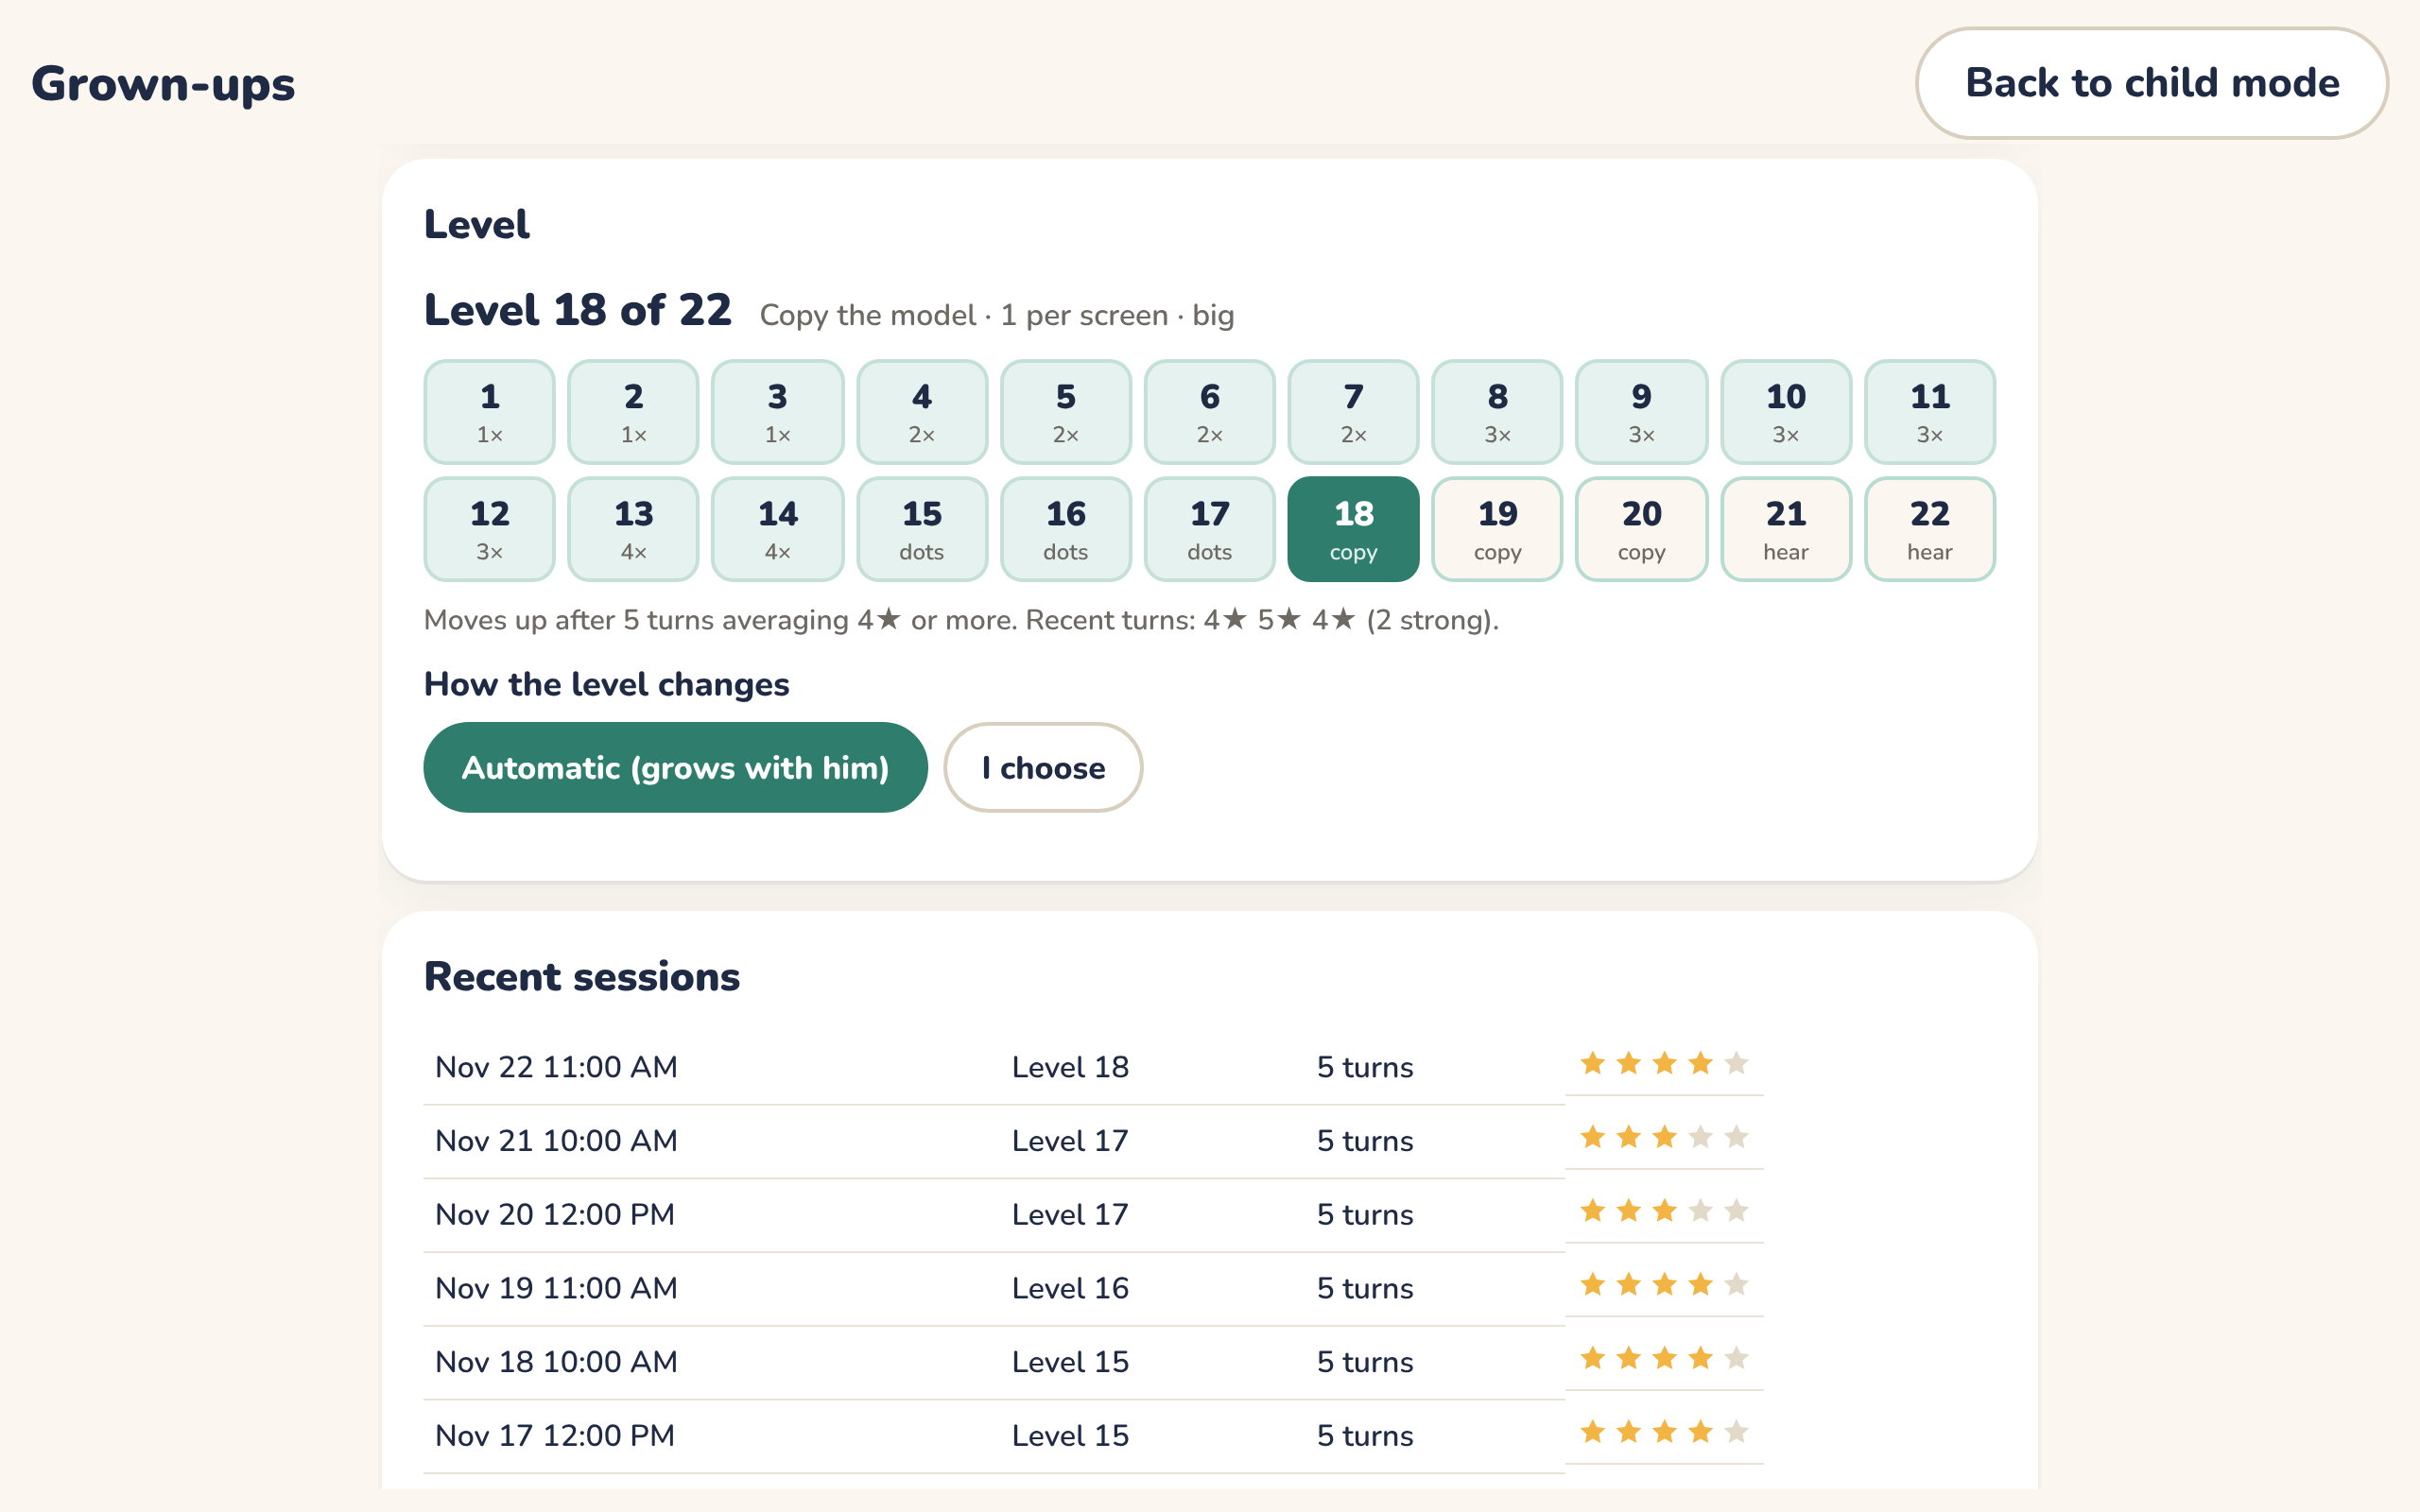 Grown-ups
Back to child mode
Level
Level 18 of 22 Copy the model · 1 per screen · big
1 2 3 4 5 6 7 8 9 10 11
1× 1× 1× 2× 2× 2× 2× 3× 3× 3× 3×
12 13 14 15 16 17 18 19 20 21 22
3× 4× 4× dots dots dots copy copy copy hear hear
Moves up after 5 turns averaging 4★ or more. Recent turns: 4★ 5★ 4★ (2 strong).
How the level changes
Automatic (grows with him) I choose
Recent sessions
Nov 22 11:00 AM Level 18 5 turns
Nov 21 10:00 AM Level 17 5 turns
Nov 20 12:00 PM Level 17 5 turns
Nov 19 11:00 AM Level 16 5 turns
Nov 18 10:00 AM Level 15 5 turns
Nov 17 12:00 PM Level 15 5 turns